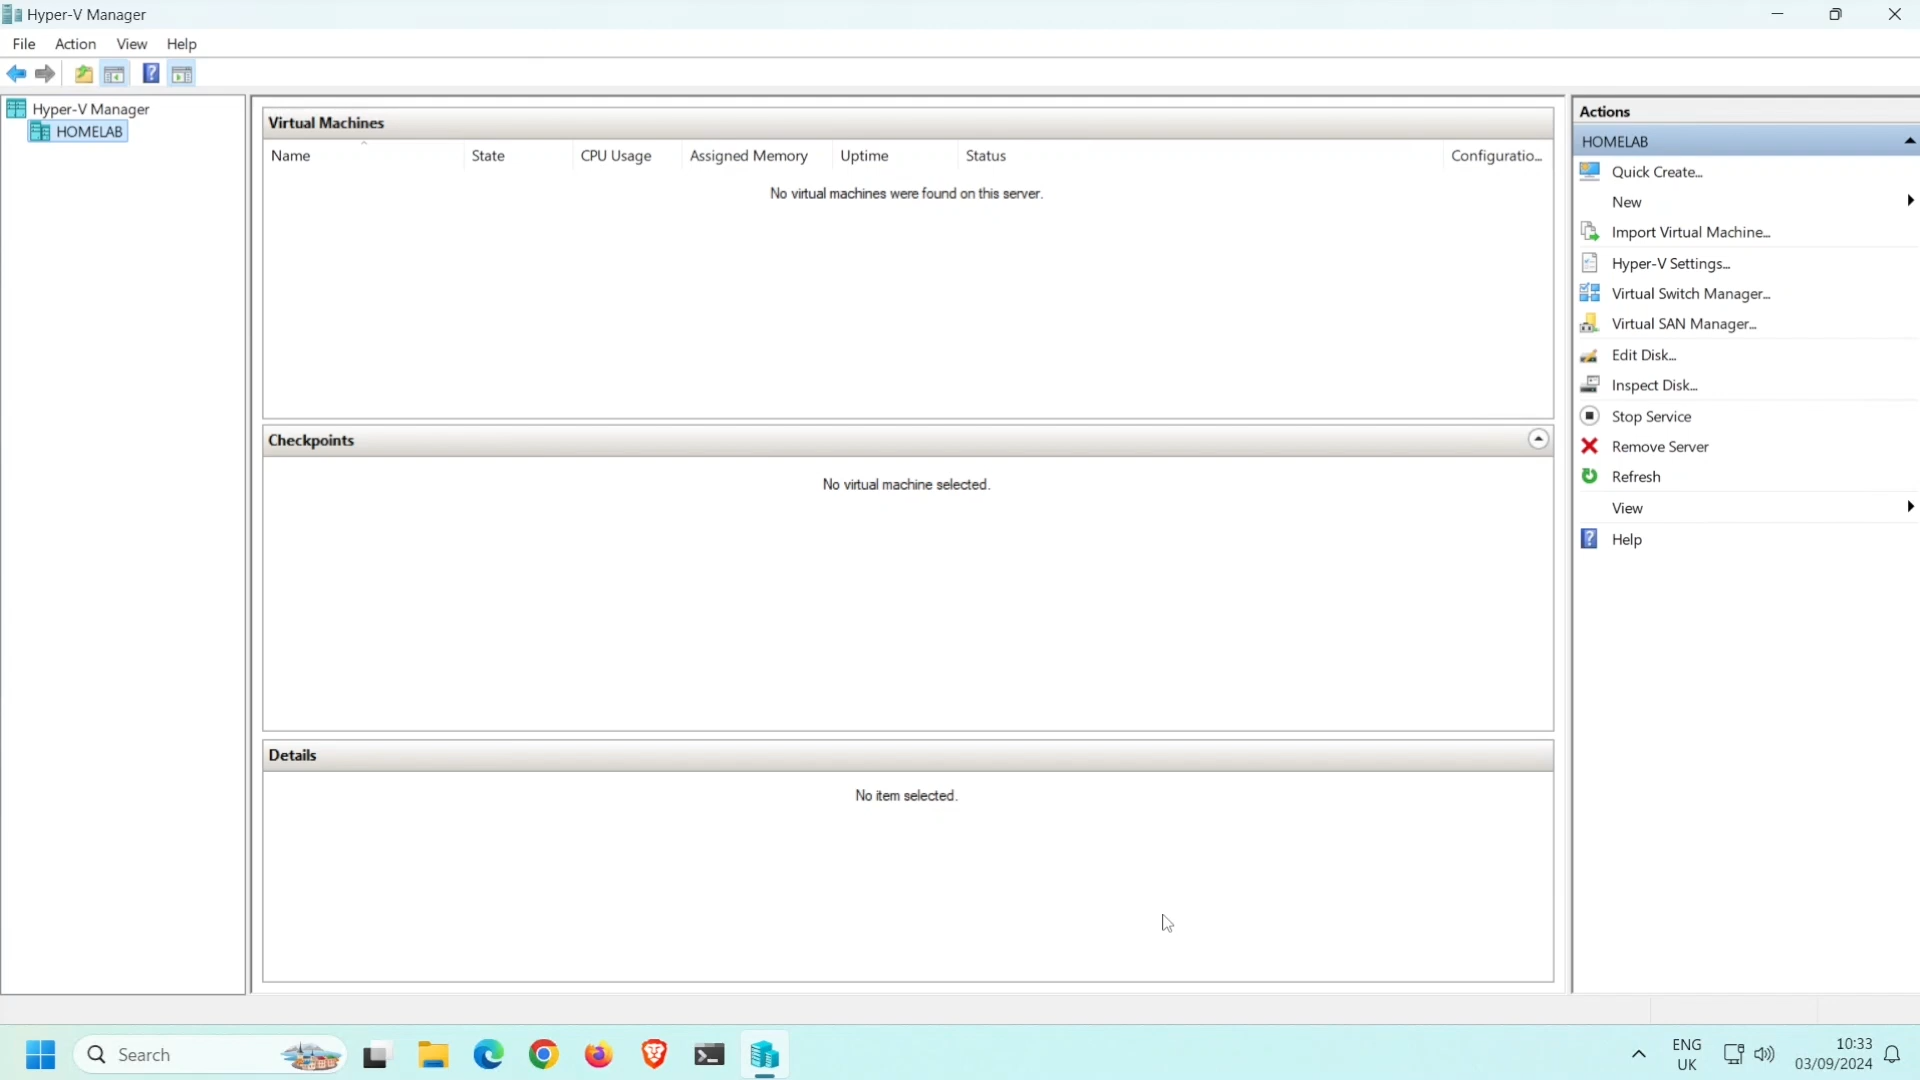 Hyper-V Manager
File Action View Help
Hyper-V Manager
HOMELAB
Virtual Machines
Name State CPU Usage Assigned Memory Uptime Status Configuratio...
No virtual machines were found on this server.
Checkpoints
No virtual machine selected.
Details
No item selected.
Actions
HOMELAB
Quick Create...
New
Import Virtual Machine...
Hyper-V Settings...
Virtual Switch Manager...
Virtual SAN Manager...
Edit Disk...
Inspect Disk...
Stop Service
Remove Server
Refresh
View
Help
Search
ENG
UK
10:33
03/09/2024